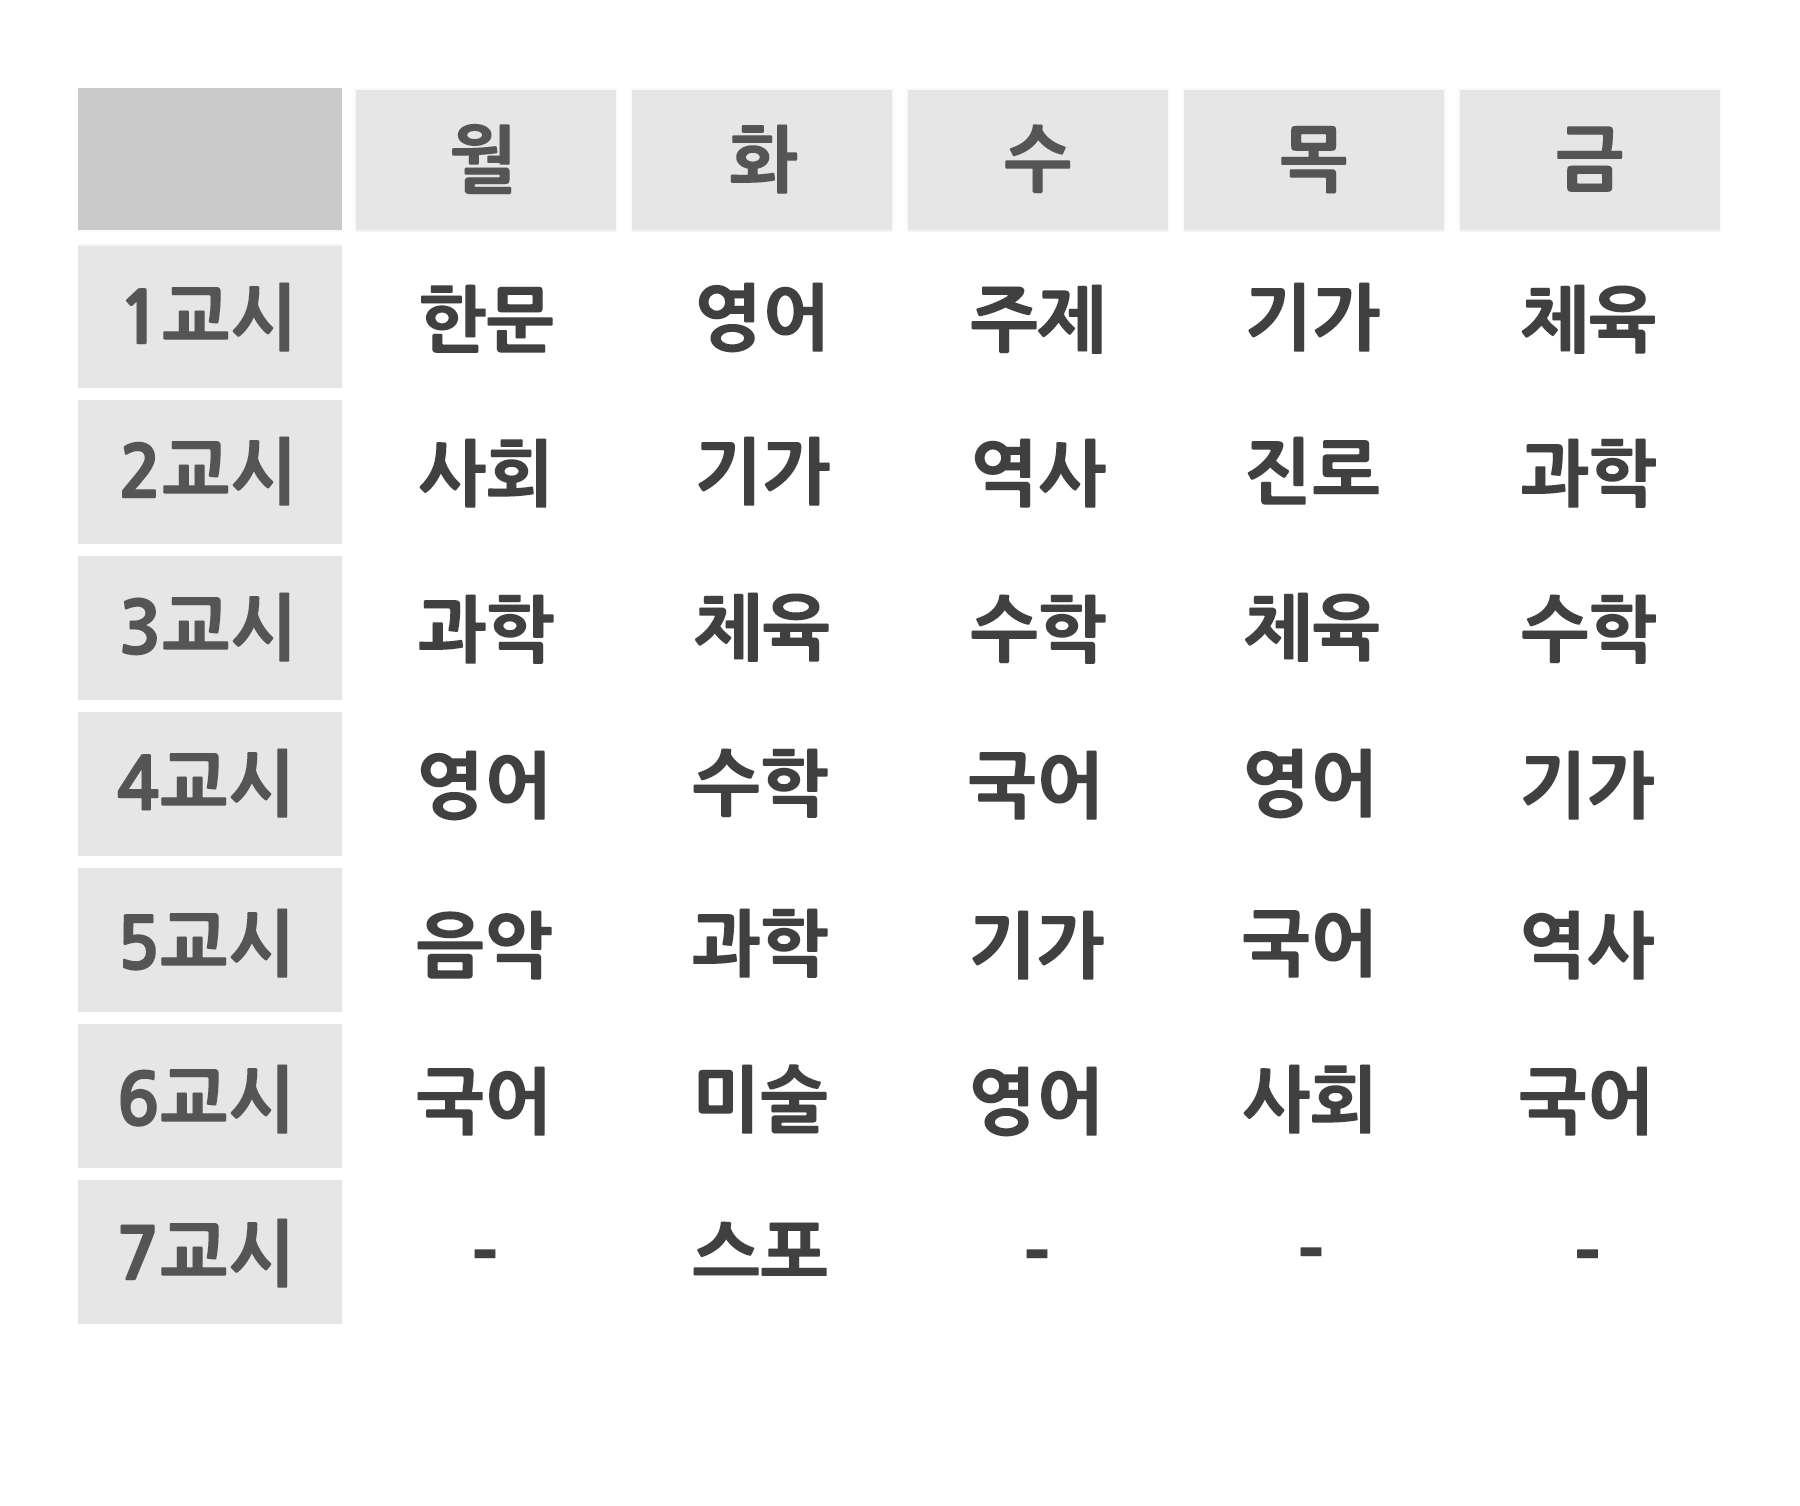 월 화 수 목 금
1교시 한문 영어 주제 기가 체육
2교시 사회 기가 역사 진로 과학
3교시 과학 체육 수학 체육 수학
4교시 영어 수학 국어 영어 기가
5교시 음악 과학 기가 국어 역사
6교시 국어 미술 영어 사회 국어
7교시 - 스포 - - -